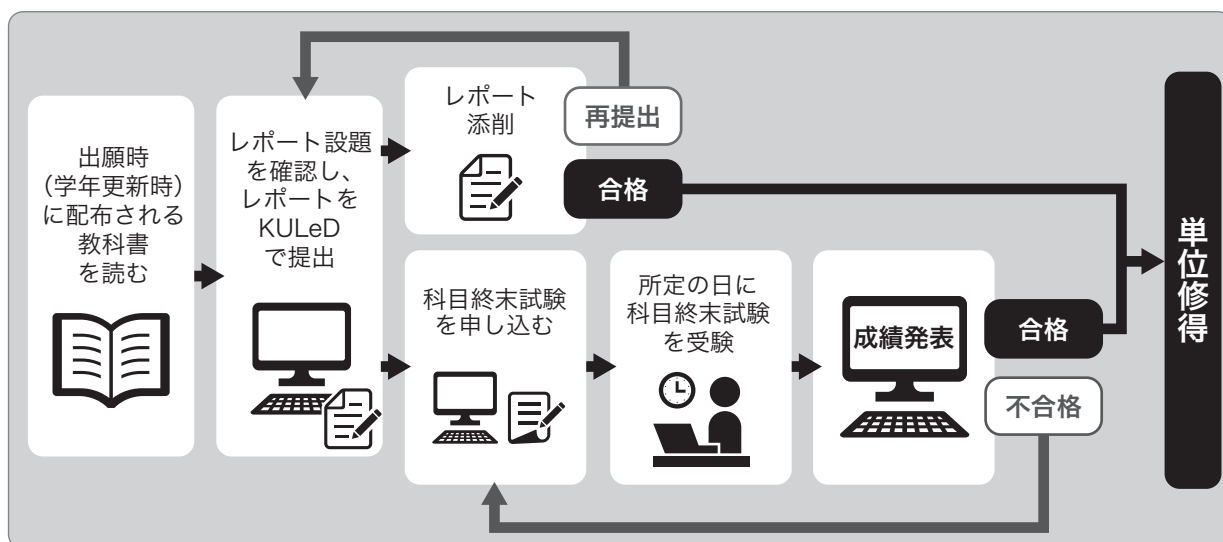 出願時
(学年更新時)
に配布される
教科書
を読む
レポート設題
を確認し、
レポートを
KULeD
で提出
レポート
添削
再提出
合格
科目終末試験
を申し込む
所定の日に
科目終末試験
を受験
成績発表
合格
不合格
単位修得